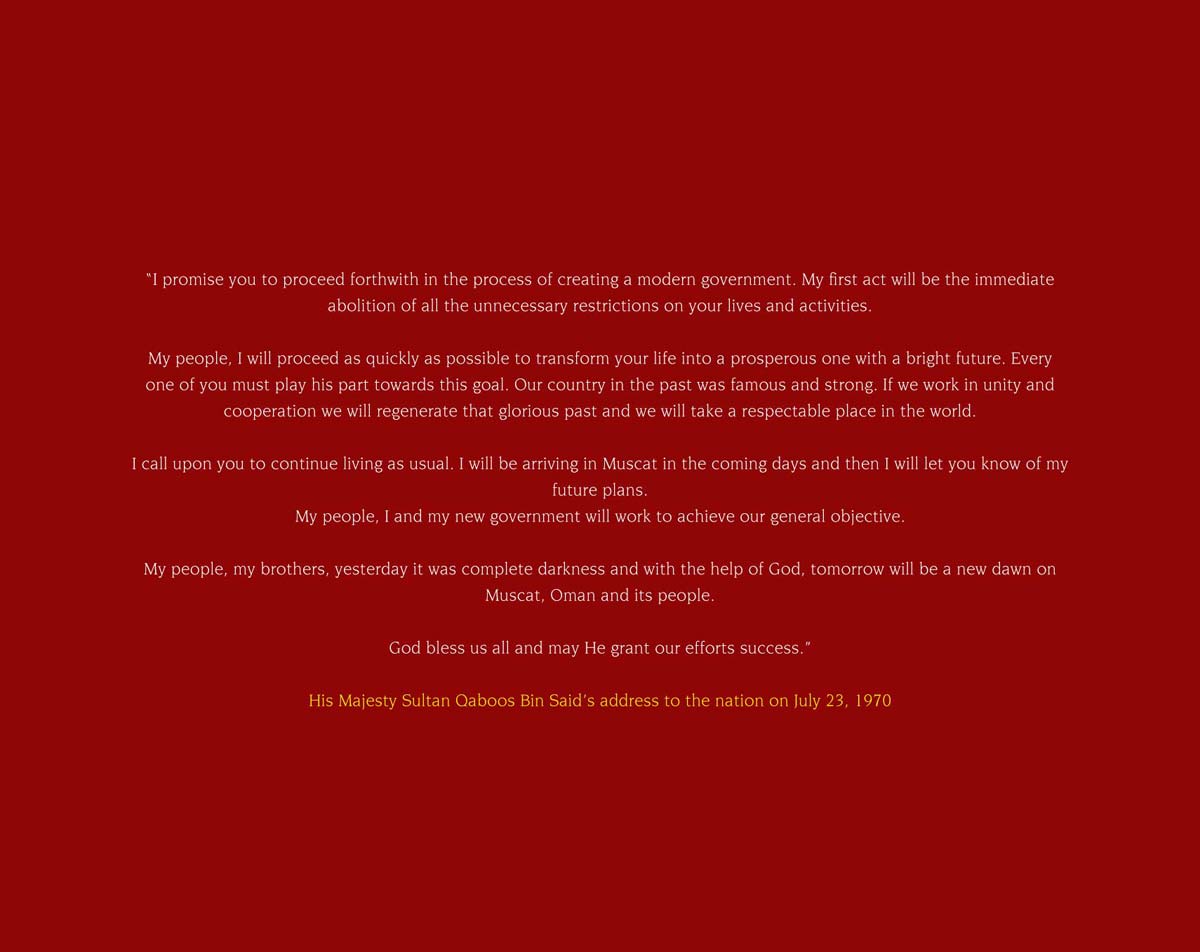 “I promise you to proceed forthwith in the process of creating a modern government. My first act will be the immediate
abolition of all the unnecessary restrictions on your lives and activities.
My people, I will proceed as quickly as possible to transform your life into a prosperous one with a bright future. Every
one of you must play his part towards this goal. Our country in the past was famous and strong. If we work in unity and
cooperation we will regenerate that glorious past and we will take a respectable place in the world.
I call upon you to continue living as usual. I will be arriving in Muscat in the coming days and then I will let you know of my
future plans.
My people, I and my new government will work to achieve our general objective.
My people, my brothers, yesterday it was complete darkness and with the help of God, tomorrow will be a new dawn on
Muscat, Oman and its people.
God bless us all and may He grant our efforts success.”
His Majesty Sultan Qaboos Bin Said’s address to the nation on July 23, 1970